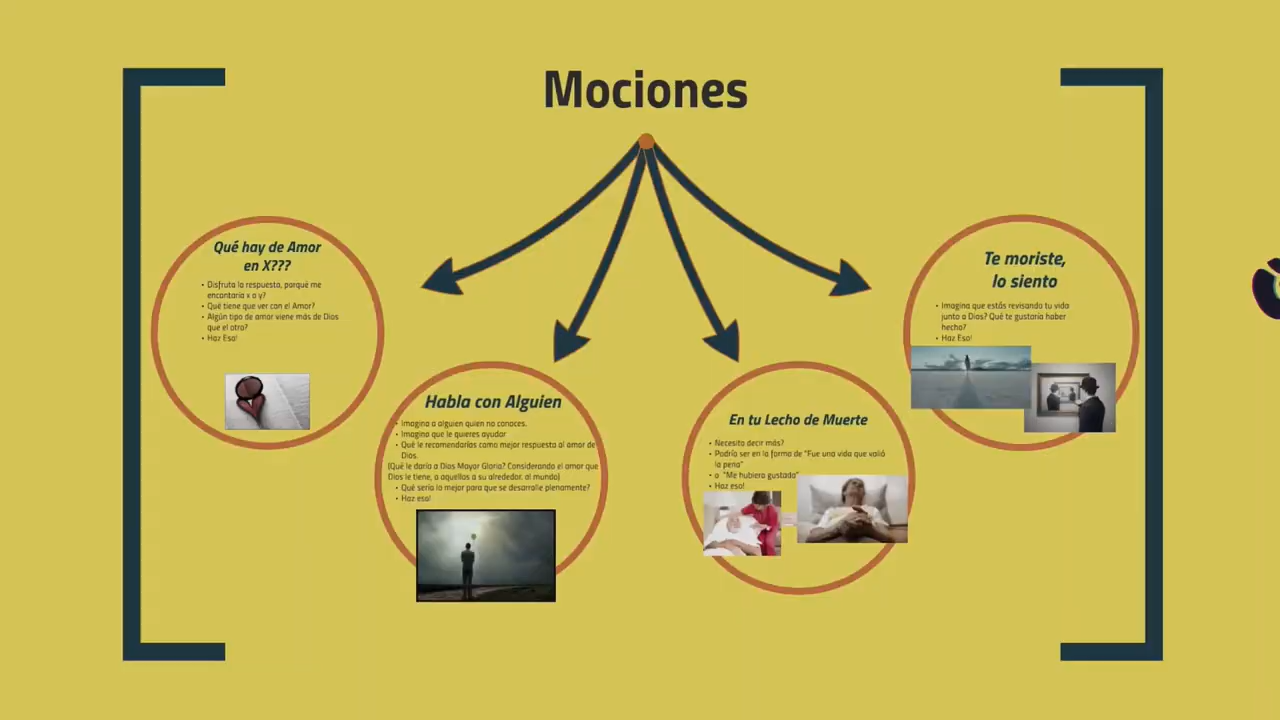 Mociones
Qué hay de Amor
en X???
• Disfruta la respuesta, porqué me
encantaría x o y?
• Qué tiene que ver con el Amor?
• Algún tipo de amor viene más de Dios
que el otro?
• Haz Eso!
Habla con Alguien
• Imagina a alguien quien no conoces.
• Imagina que le quieres ayudar
• Qué le recomendarías como mejor respuesta al amor de
Dios.
(Qué le daría a Dios Mayor Gloria? Considerando el amor que
Dios le tiene, a aquellos a su alrededor, al mundo)
• Qué sería lo mejor para que se desarrolle plenamente?
• Haz eso!
En tu Lecho de Muerte
• Necesito decir más?
• Podría ser en la forma de "Fue una vida que valió
la pena"
• o "Me hubiera gustado"
• Haz eso!
Te moriste,
lo siento
• Imagina que estás revisando tu vida
junto a Dios? Qué te gustaría haber
hecho?
• Haz Eso!